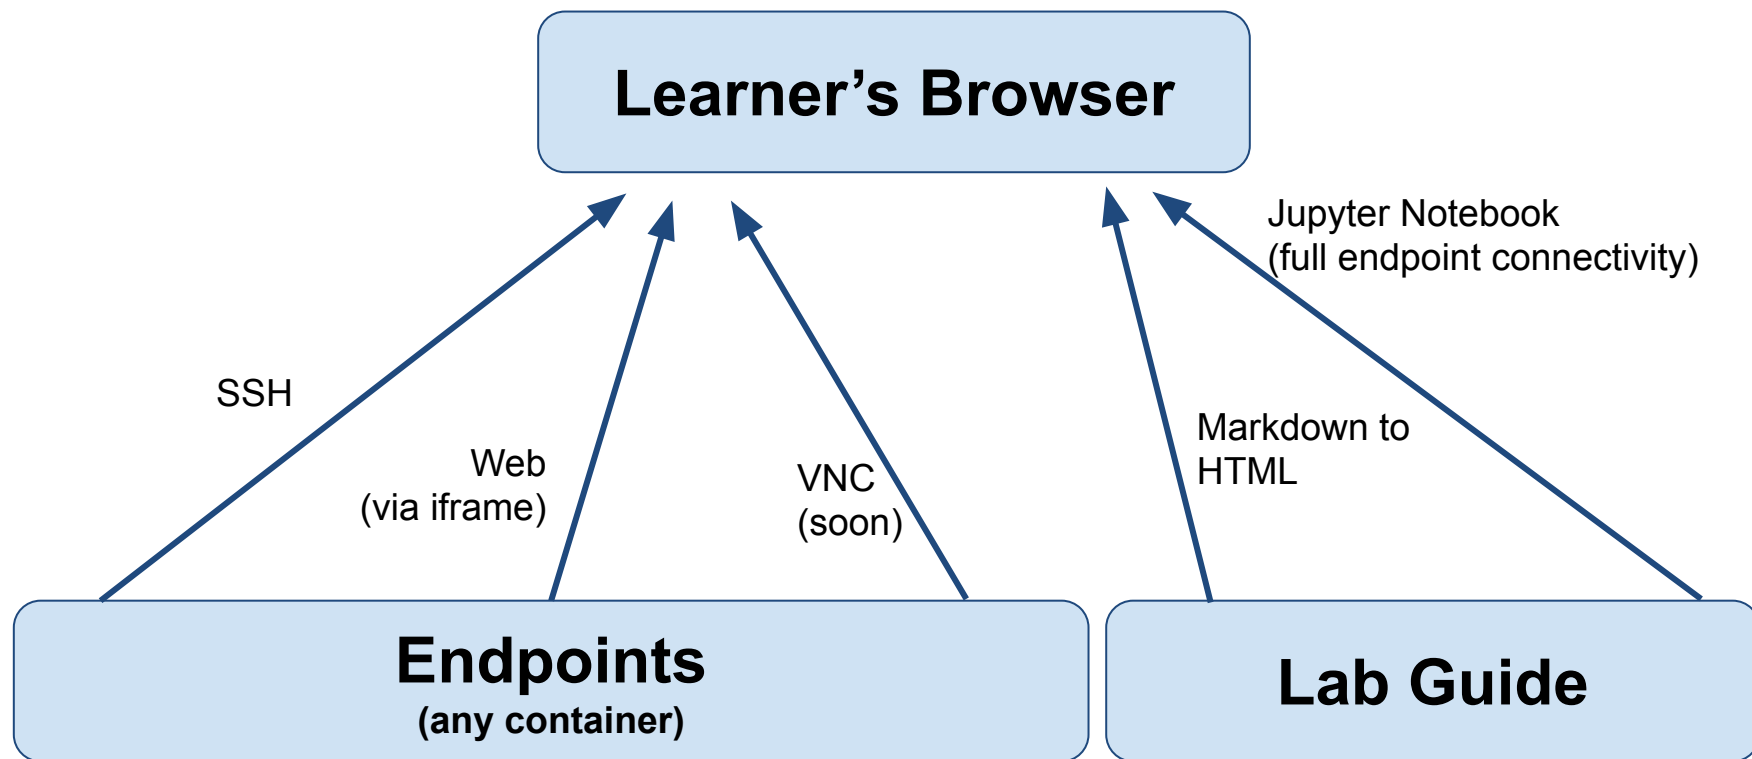 Learner’s Browser
Jupyter Notebook
(full endpoint connectivity)
SSH
Web
(via iframe)
VNC
(soon)
Markdown to
HTML
Endpoints
(any container)
Lab Guide